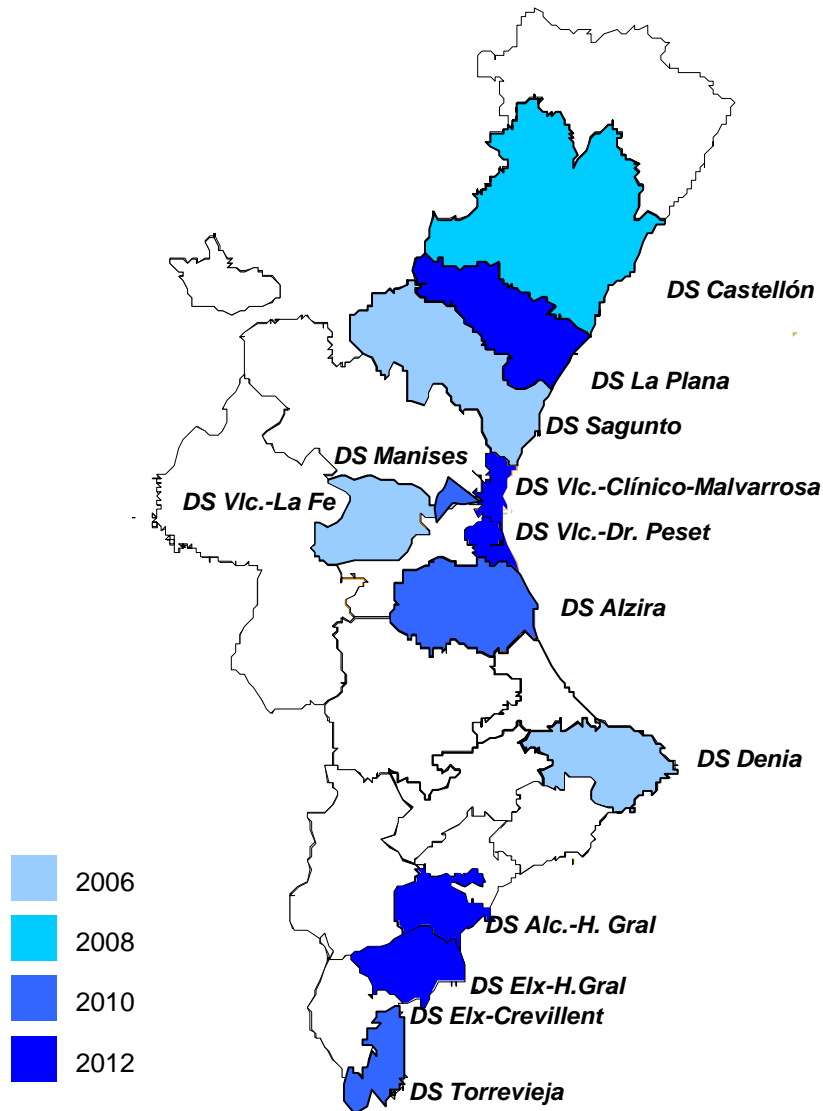 DS Castellón
DS La Plana
DS Sagunto
DS Manises
DS Vlc.-Clínico-Malvarrosa
DS Vlc.-La Fe
DS Vlc.-Dr. Peset
DS Alzira
DS Denia
2006
DS Alc.-H. Gral
2008
DS Elx-H.Gral
2010
DS Elx-Crevillent
2012
DS Torrevieja